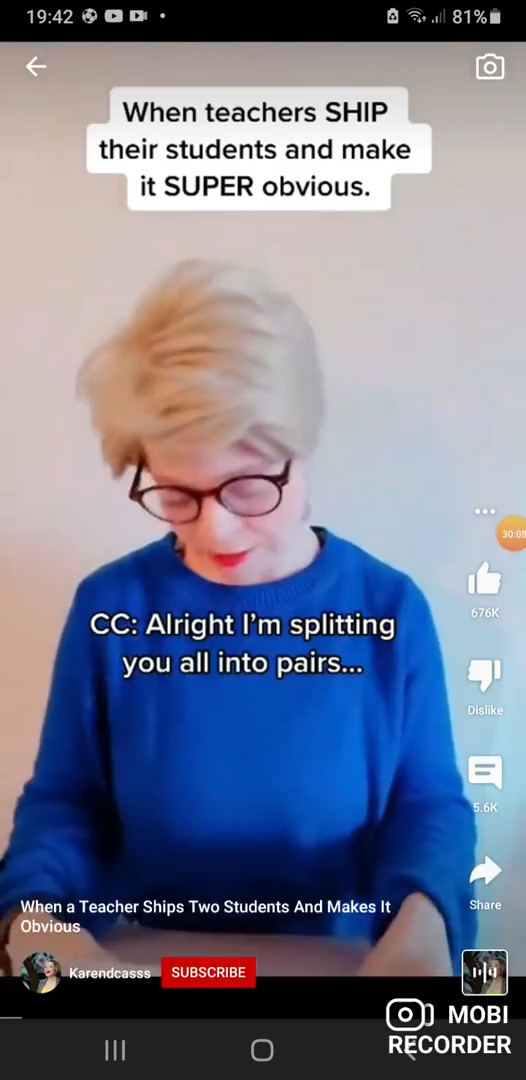 19:42
81%
When teachers SHIP
their students and make
it SUPER obvious.
CC: Alright I'm splitting
you all into pairs...
30:08
676K
Dislike
5.6K
Share
When a Teacher Ships Two Students And Makes It
Obvious
Karendcasss
SUBSCRIBE
MOBI
RECORDER